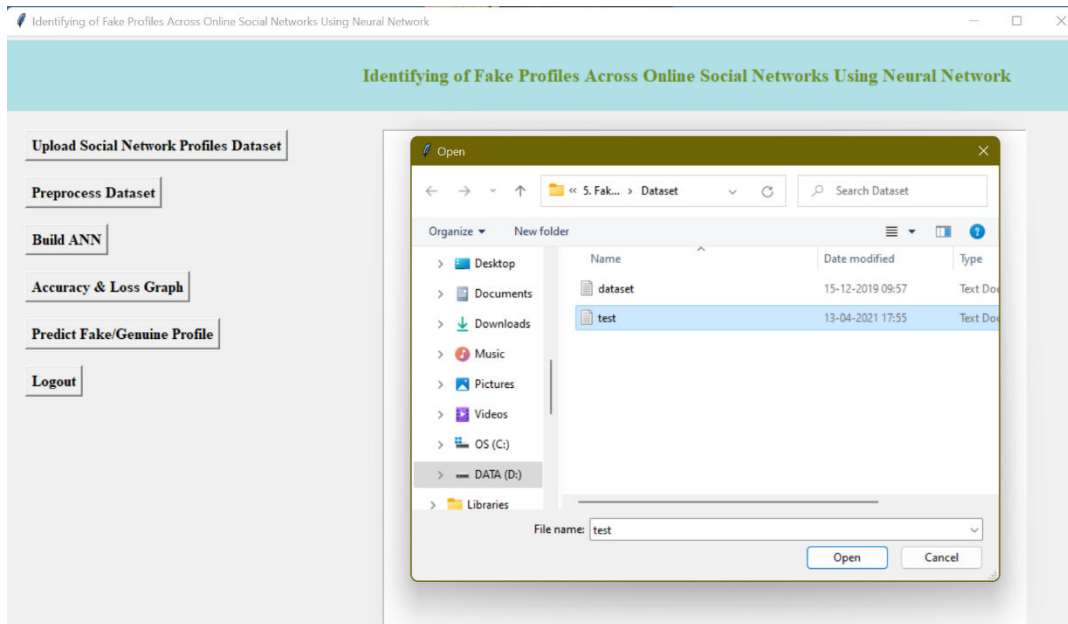 Identifying of Fake Profiles Across Online Social Networks Using Neural Network
Identifying of Fake Profiles Across Online Social Networks Using Neural Network
Upload Social Network Profiles Dataset
Preprocess Dataset
Build ANN
Accuracy & Loss Graph
Predict Fake/Genuine Profile
Logout
Open
« 5. Fak... › Dataset
Search Dataset
Organize
New folder
Desktop
Documents
Downloads
Music
Pictures
Videos
OS (C:)
DATA (D:)
Libraries
Name Date modified Type
dataset 15-12-2019 09:57 Text Do
test 13-04-2021 17:55 Text Do
File name: test
Open Cancel